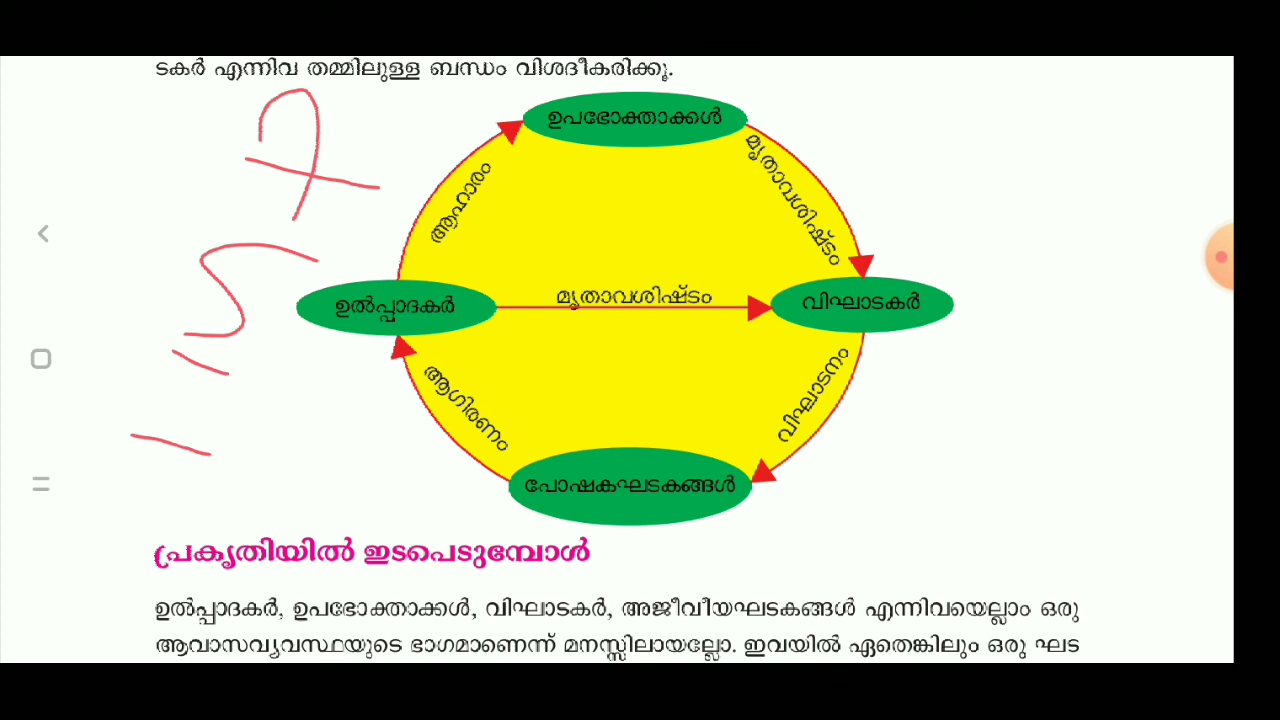 ടകർ എന്നിവ തമ്മിലുള്ള ബന്ധം വിശദീകരിക്കൂ.
ഉപഭോക്താക്കൾ
ആഹാരം
മൃതാവശിഷ്ടം
ഉൽപ്പാദകർ
മൃതാവശിഷ്ടം
വിഘാടകർ
ആഗിരണം
വിഘാടനം
പോഷകഘടകങ്ങൾ
പ്രകൃതിയിൽ ഇടപെടുമ്പോൾ
ഉൽപ്പാദകർ, ഉപഭോക്താക്കൾ, വിഘാടകർ, അജീവീയഘടകങ്ങൾ എന്നിവയെല്ലാം ഒരു
ആവാസവ്യവസ്ഥയുടെ ഭാഗമാണെന്ന് മനസ്സിലായല്ലോ. ഇവയിൽ ഏതെങ്കിലും ഒരു ഘട